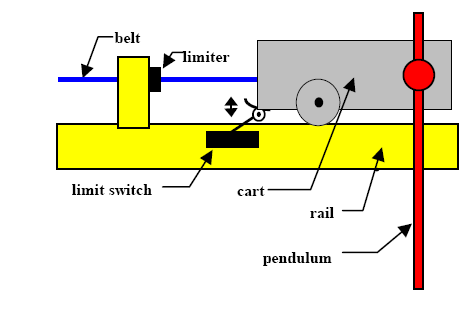 belt
limiter
limit switch
cart
rail
pendulum